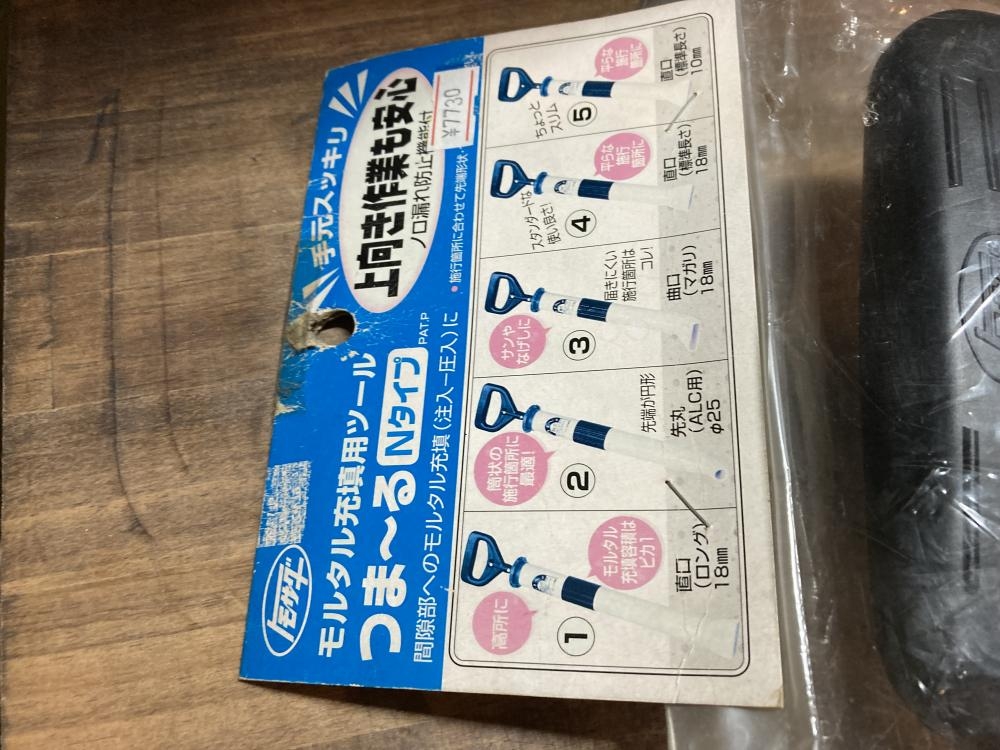 手元スッキリ
上向き作業も安心
ノロ漏れ防止機能付
¥7730
•施行箇所に合わせて先端形状
モルタル充填用ツール
つま〜る Nタイプ
PAT.P
間隙部へのモルタル充填(注入−圧入)に
高所に
①
モルタル
充填容積は
ピカ1
直口
(ロング)
18㎜
筒状の
施行箇所に
最適!
②
先端が円形
先丸
(ALC用)
φ25
サンや
なげしに
③
届きにくい
施行箇所は
コレ!
曲口
(マガリ)
18㎜
スタンダードな
使い良さ!
④
平らな
施行
箇所に
直口
(標準長さ)
18㎜
ちょっと
スリム
⑤
平らな
施行
箇所に
直口
(標準長さ)
10㎜